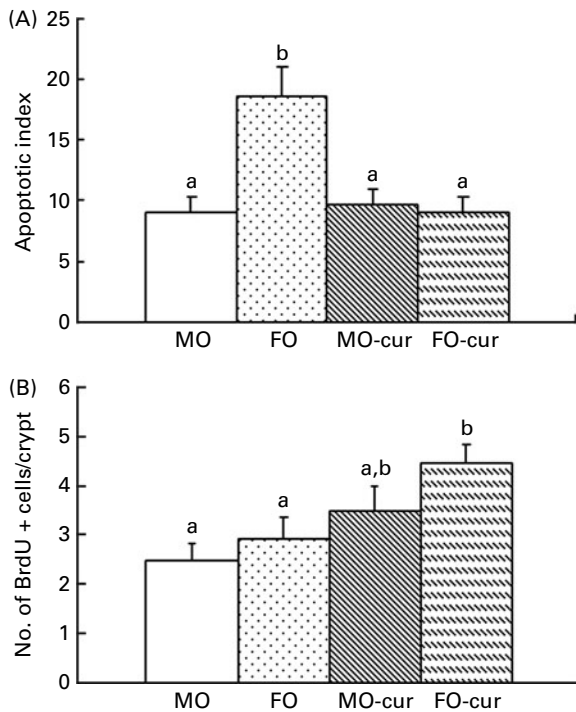 (A)
25
20
15
10
5
0
Apoptotic index
a
b
a
a
MO FO MO-cur FO-cur
(B)
6
5
4
3
2
1
0
No. of BrdU + cells/crypt
a
a
a,b
b
MO FO MO-cur FO-cur